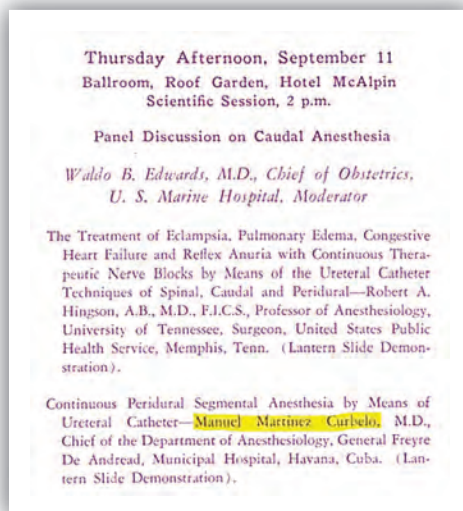 Thursday Afternoon, September 11
Ballroom, Roof Garden, Hotel McAlpin
Scientific Session, 2 p.m.
Panel Discussion on Caudal Anesthesia
Waldo B. Edwards, M.D., Chief of Obstetrics,
U. S. Marine Hospital, Moderator
The Treatment of Eclampsia, Pulmonary Edema, Congestive
Heart Failure and Reflex Anuria with Continuous Thera-
peutic Nerve Blocks by Means of the Ureteral Catheter
Techniques of Spinal, Caudal and Peridural—Robert A.
Hingson, A.B., M.D., F.I.C.S., Professor of Anesthesiology,
University of Tennessee, Surgeon, United States Public
Health Service, Memphis, Tenn. (Lantern Slide Demon-
stration).
Continuous Peridural Segmental Anesthesia by Means of
Ureteral Catheter—Manuel Martinez Curbelo, M.D.,
Chief of the Department of Anesthesiology, General Freyre
De Andread, Municipal Hospital, Havana, Cuba. (Lan-
tern Slide Demonstration).